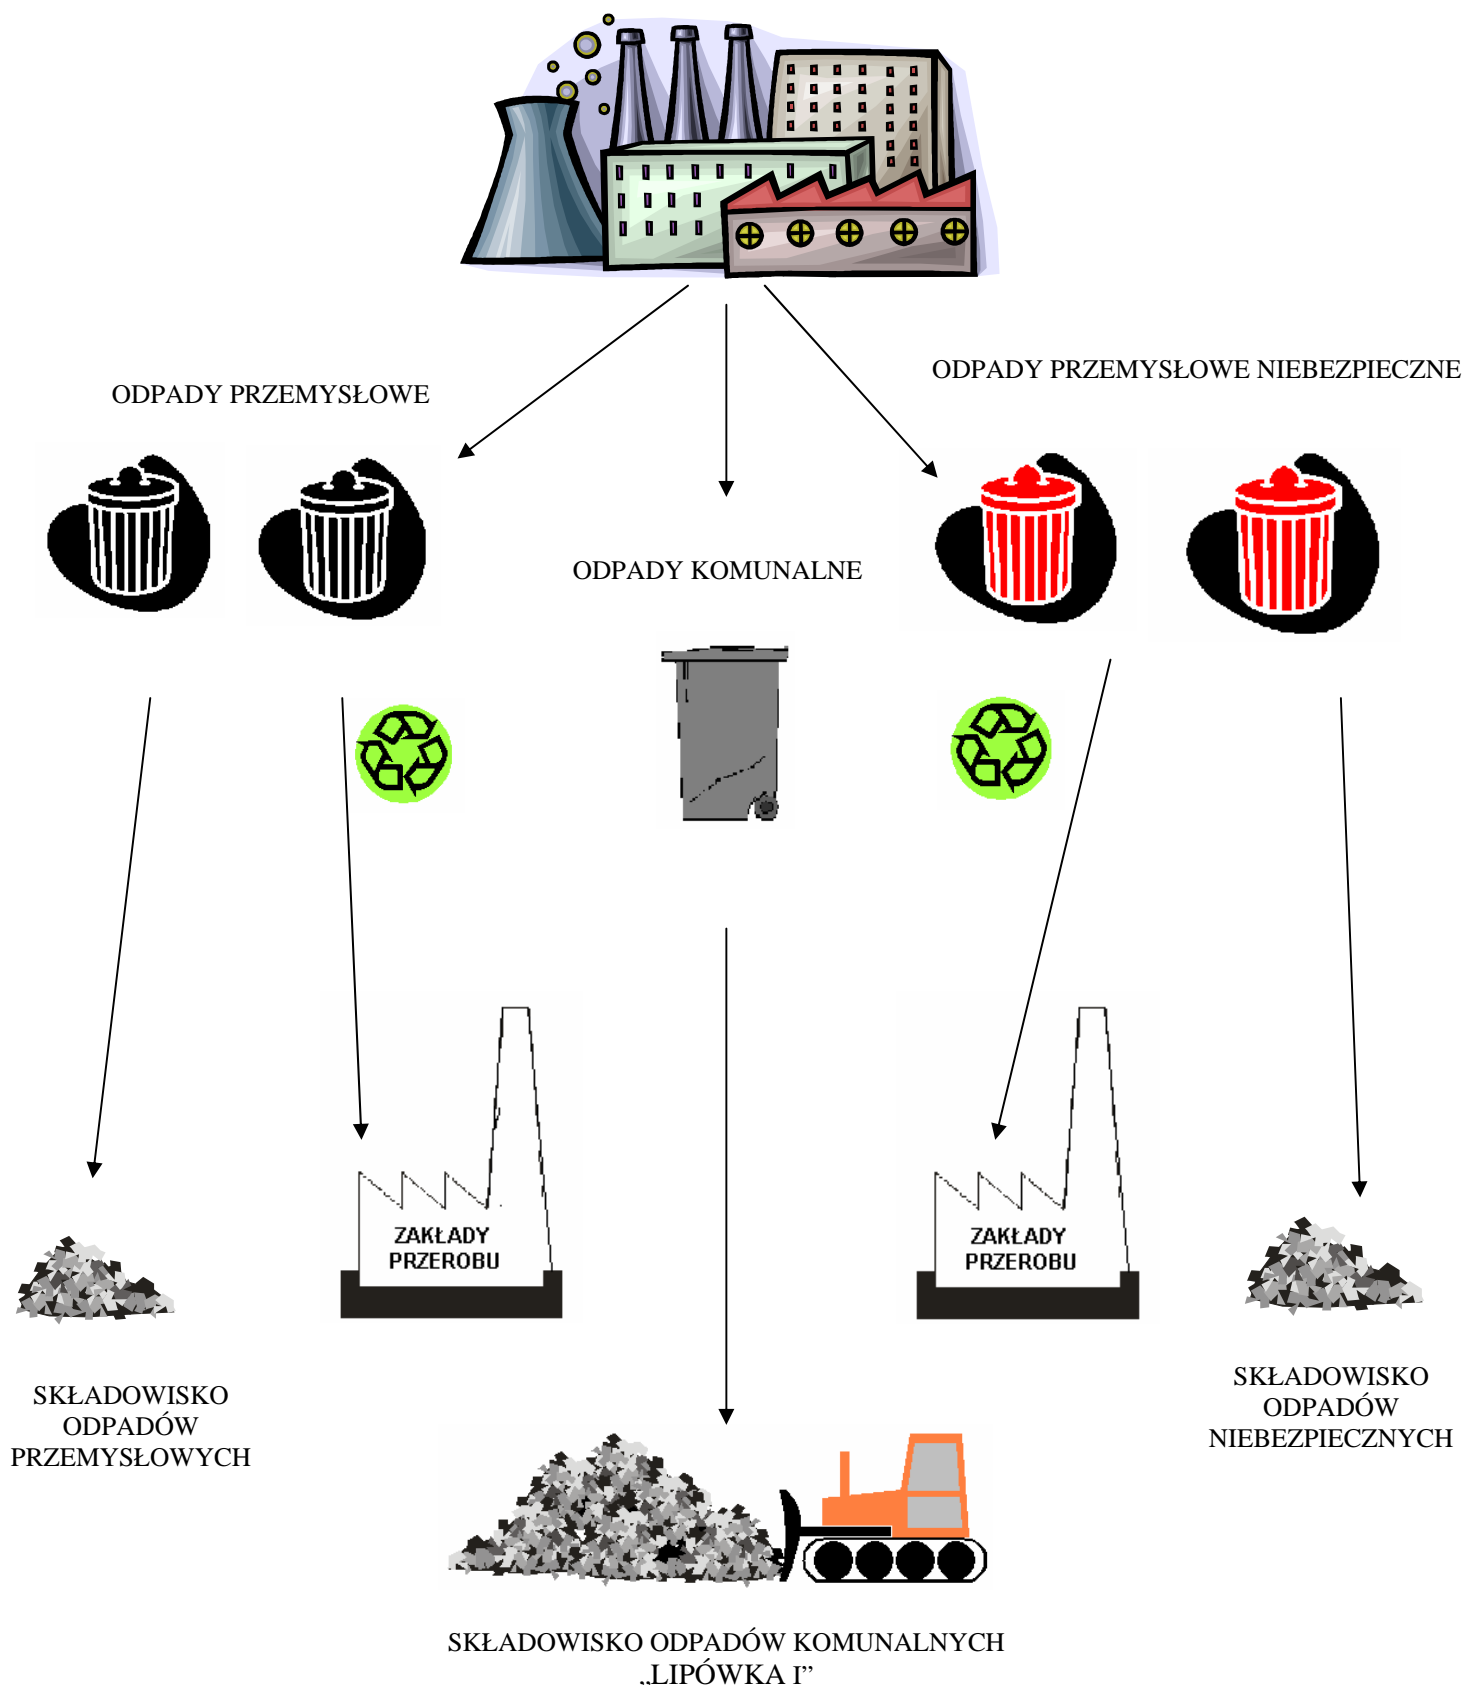 ODPADY PRZEMYSŁOWE NIEBEZPIECZNE
ODPADY PRZEMYSŁOWE
ODPADY KOMUNALNE
ZAKŁADY
PRZEROBU
ZAKŁADY
PRZEROBU
SKŁADOWISKO
ODPADÓW
PRZEMYSŁOWYCH
SKŁADOWISKO
ODPADÓW
NIEBEZPIECZNYCH
SKŁADOWISKO ODPADÓW KOMUNALNYCH
„LIPÓWKA I”